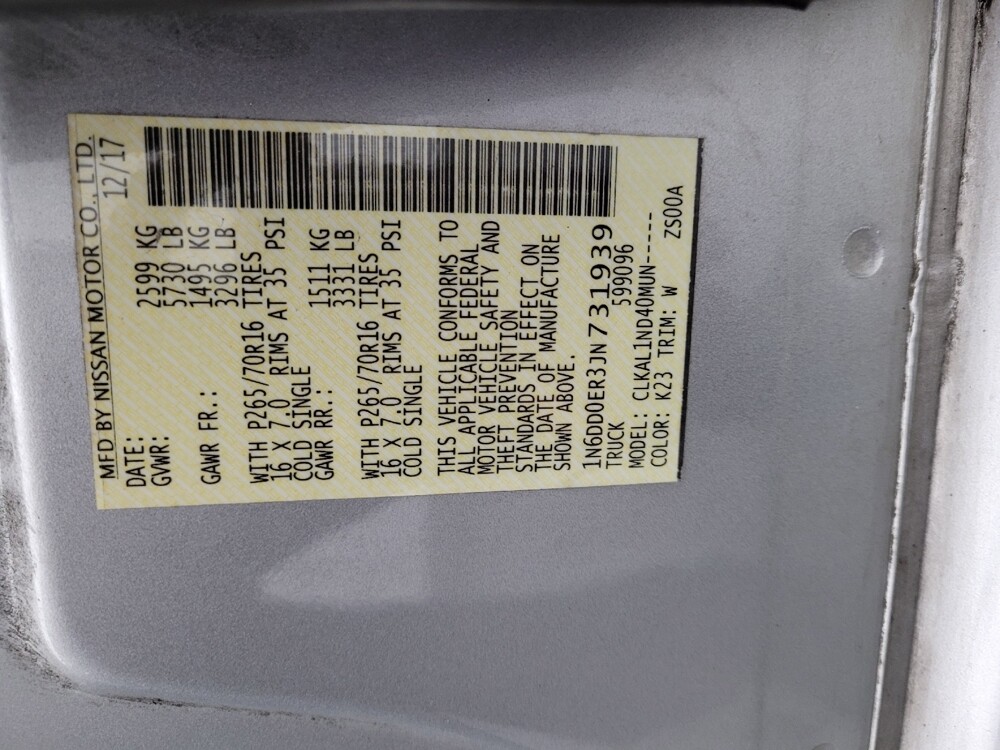 MFD BY NISSAN MOTOR CO., LTD.
DATE: 12/17
GVWR: 2599 KG
5730 LB
GAWR FR.: 1495 KG
3296 LB
WITH P265/70R16 TIRES
16 X 7.0 RIMS AT 35 PSI
COLD SINGLE
GAWR RR.: 1511 KG
3331 LB
WITH P265/70R16 TIRES
16 X 7.0 RIMS AT 35 PSI
COLD SINGLE
THIS VEHICLE CONFORMS TO
ALL APPLICABLE FEDERAL
MOTOR VEHICLE SAFETY AND
THEFT PREVENTION
STANDARDS IN EFFECT ON
THE DATE OF MANUFACTURE
SHOWN ABOVE.
1N6DD0ER3JN731939
TRUCK 599096
MODEL: CLKAL1ND40MUN-----
COLOR: K23 TRIM: W ZS00A